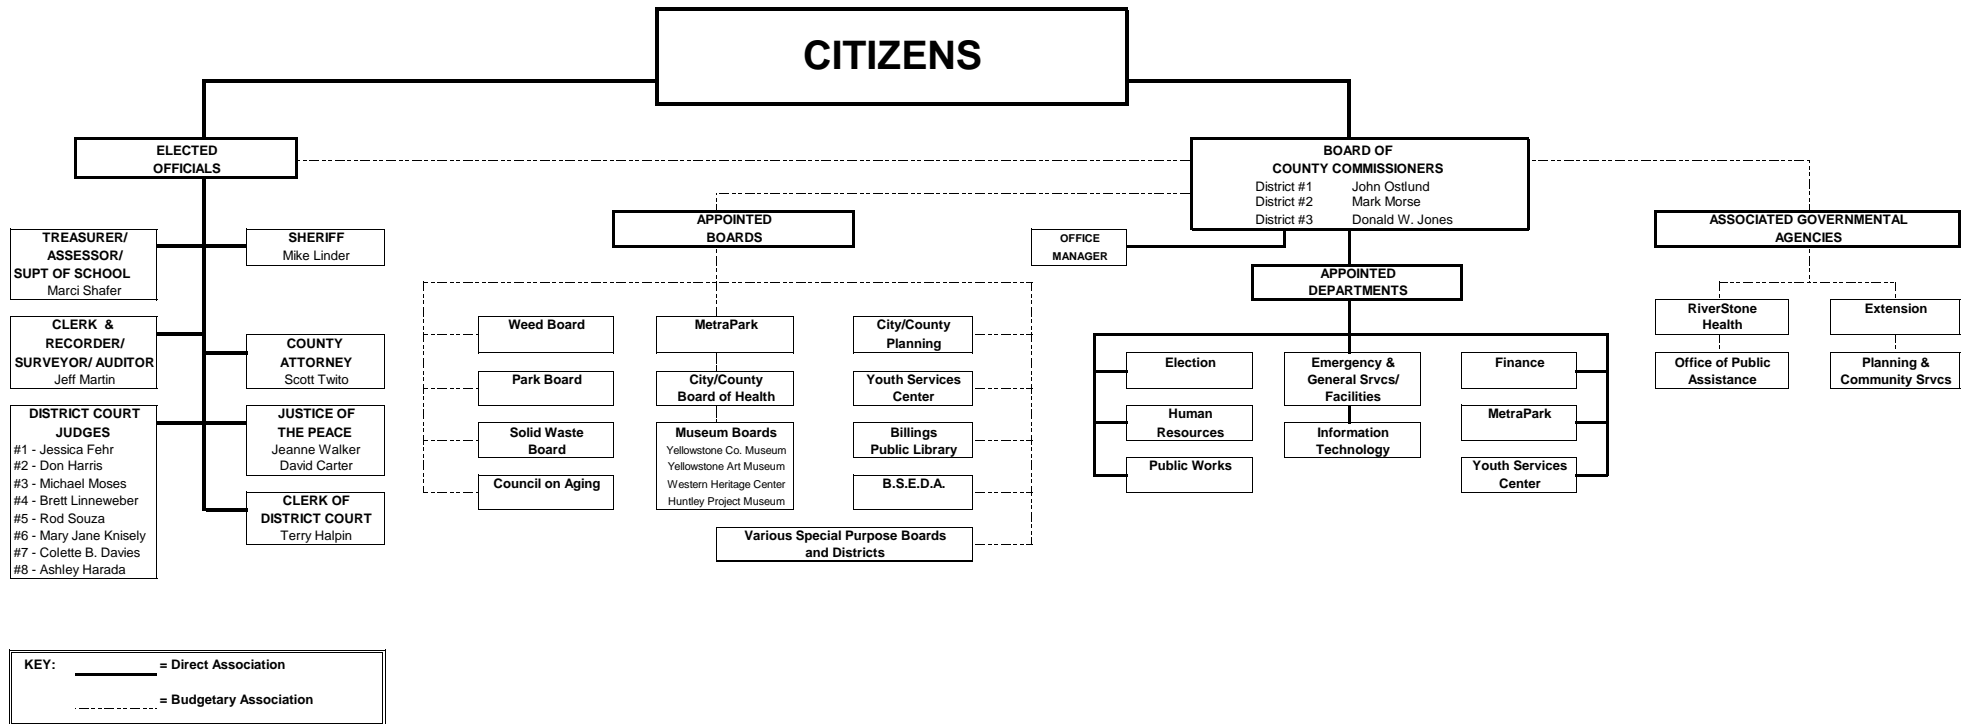 CITIZENS
ELECTED
OFFICIALS
BOARD OF
COUNTY COMMISSIONERS
District #1 John Ostlund
District #2 Mark Morse
District #3 Donald W. Jones
TREASURER/
ASSESSOR/
SUPT OF SCHOOL
Marci Shafer
SHERIFF
Mike Linder
CLERK &
RECORDER/
SURVEYOR/ AUDITOR
Jeff Martin
COUNTY
ATTORNEY
Scott Twito
DISTRICT COURT
JUDGES
#1 - Jessica Fehr
#2 - Don Harris
#3 - Michael Moses
#4 - Brett Linneweber
#5 - Rod Souza
#6 - Mary Jane Knisely
#7 - Colette B. Davies
#8 - Ashley Harada
JUSTICE OF
THE PEACE
Jeanne Walker
David Carter
CLERK OF
DISTRICT COURT
Terry Halpin
APPOINTED
BOARDS
Weed Board
Park Board
Solid Waste
Board
Council on Aging
MetraPark
City/County
Board of Health
Museum Boards
Yellowstone Co. Museum
Yellowstone Art Museum
Western Heritage Center
Huntley Project Museum
City/County
Planning
Youth Services
Center
Billings
Public Library
B.S.E.D.A.
Various Special Purpose Boards
and Districts
OFFICE
MANAGER
APPOINTED
DEPARTMENTS
Election
Human
Resources
Public Works
Emergency &
General Srvcs/
Facilities
Information
Technology
Finance
MetraPark
Youth Services
Center
ASSOCIATED GOVERNMENTAL
AGENCIES
RiverStone
Health
Office of Public
Assistance
Extension
Planning &
Community Srvcs
KEY: = Direct Association
= Budgetary Association